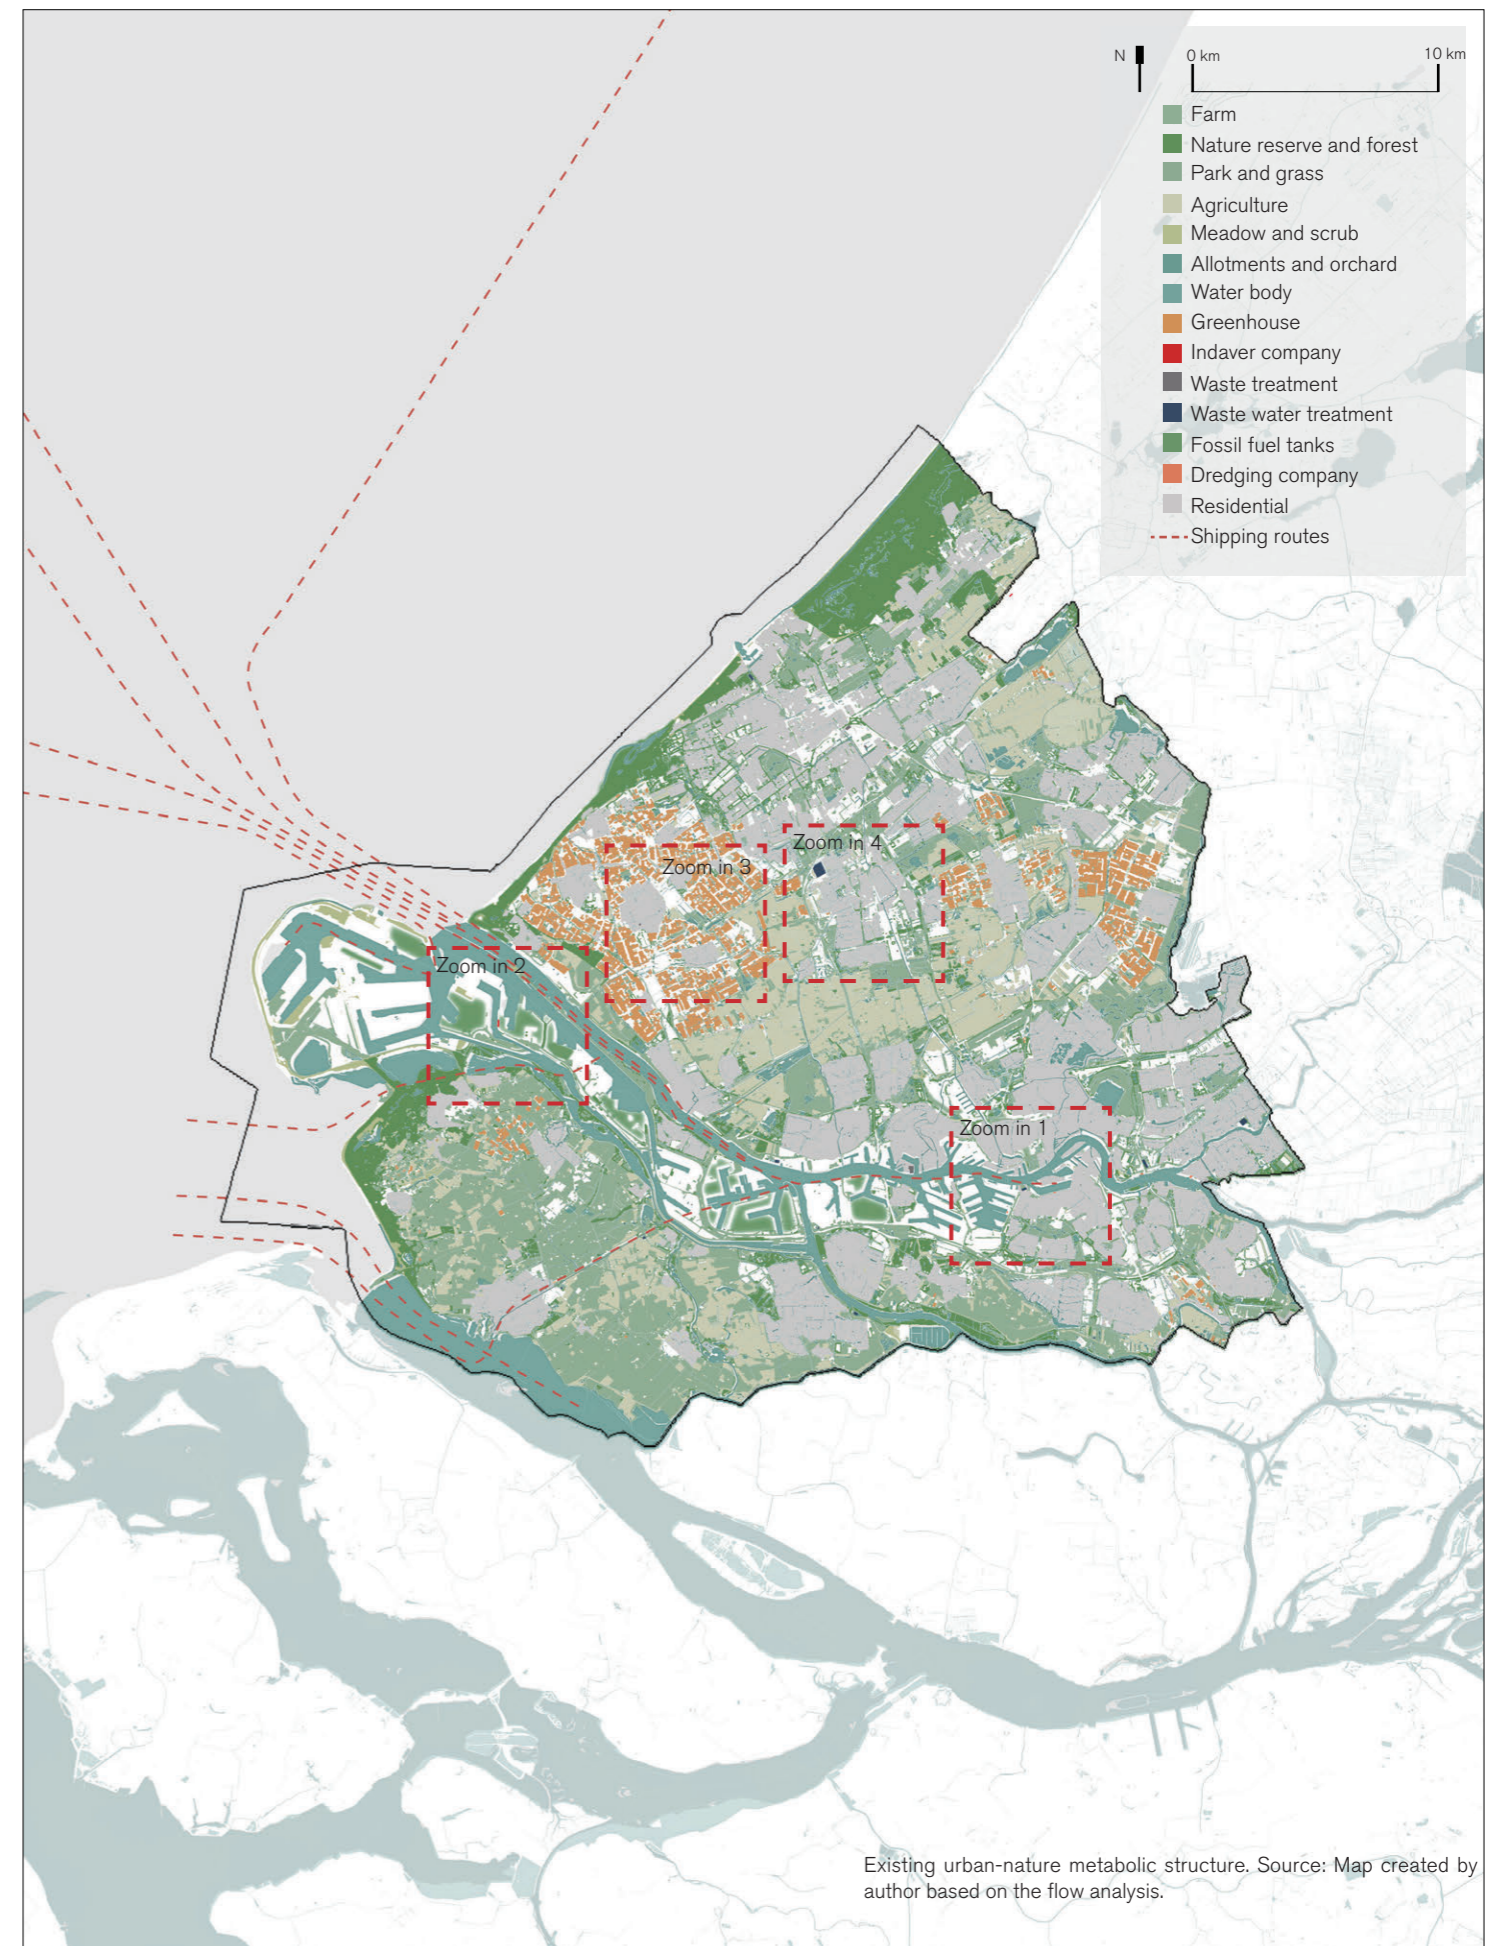 N 0 km 10 km
Farm
Nature reserve and forest
Park and grass
Agriculture
Meadow and scrub
Allotments and orchard
Water body
Greenhouse
Indaver company
Waste treatment
Waste water treatment
Fossil fuel tanks
Dredging company
Residential
Shipping routes
Zoom in 4
Zoom in 3
Zoom in 2
Zoom in 1
Existing urban-nature metabolic structure. Source: Map created by
author based on the flow analysis.